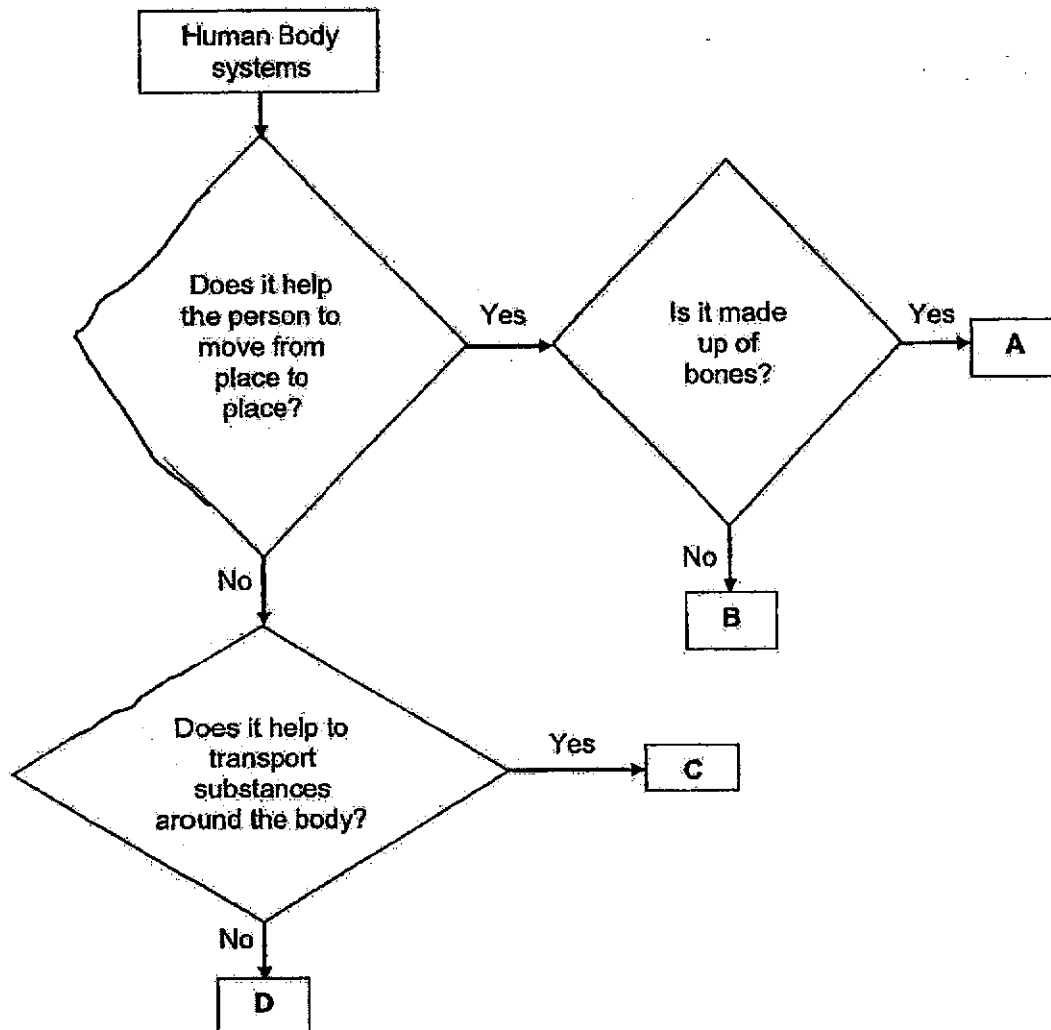 Human Body
systems
Does it help
the person to
move from
place to
place?
Yes
Is it made
up of
bones?
Yes
A
No
B
No
Does it help to
transport
substances
around the body?
Yes
C
No
D